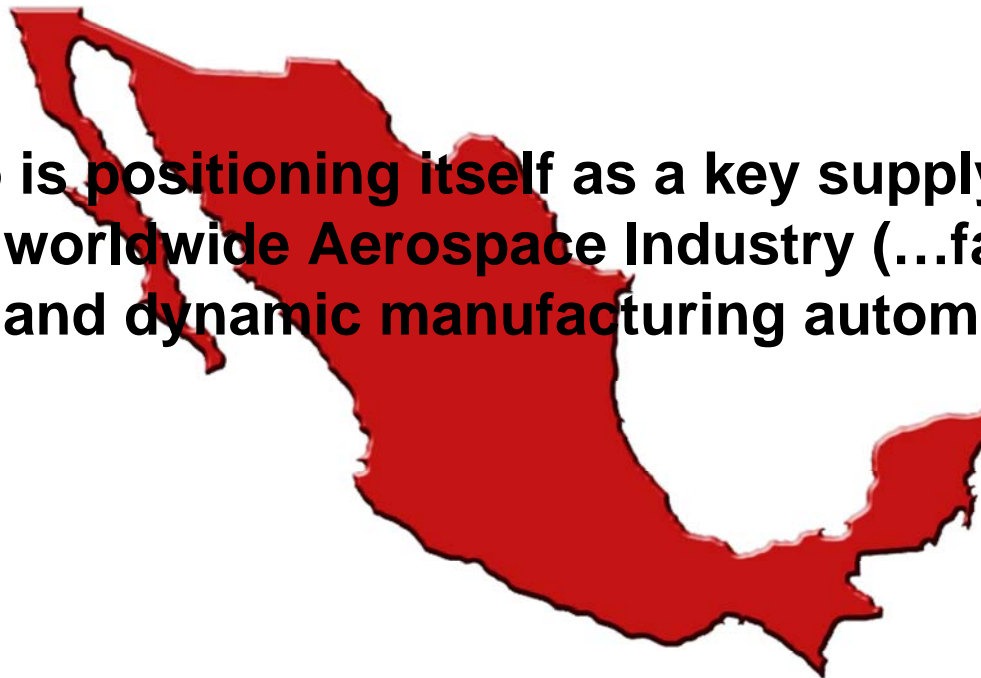 is positioning itself as a key supply
worldwide Aerospace Industry (…fa
and dynamic manufacturing autom